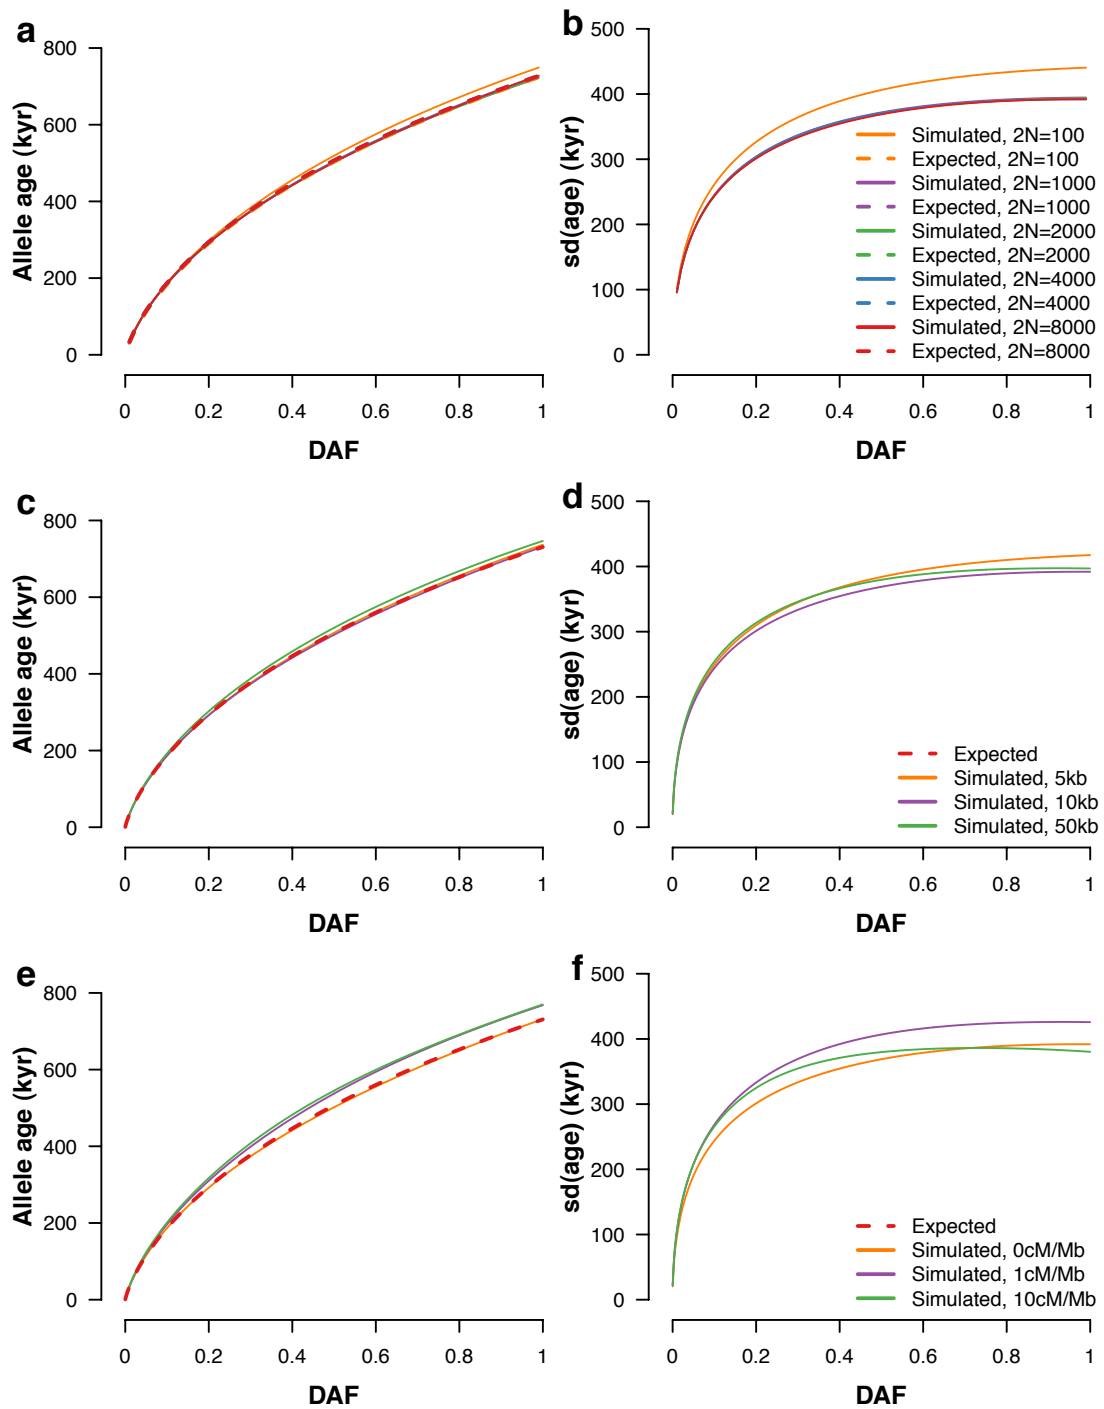 a
800
600
400
200
0
Allele age (kyr)
0 0.2 0.4 0.6 0.8 1
DAF
b
500
400
300
200
100
0
sd(age) (kyr)
Simulated, 2N=100
Expected, 2N=100
Simulated, 2N=1000
Expected, 2N=1000
Simulated, 2N=2000
Expected, 2N=2000
Simulated, 2N=4000
Expected, 2N=4000
Simulated, 2N=8000
Expected, 2N=8000
0 0.2 0.4 0.6 0.8 1
DAF
c
800
600
400
200
0
Allele age (kyr)
0 0.2 0.4 0.6 0.8 1
DAF
d
500
400
300
200
100
0
sd(age) (kyr)
Expected
Simulated, 5kb
Simulated, 10kb
Simulated, 50kb
0 0.2 0.4 0.6 0.8 1
DAF
e
800
600
400
200
0
Allele age (kyr)
0 0.2 0.4 0.6 0.8 1
DAF
f
500
400
300
200
100
0
sd(age) (kyr)
Expected
Simulated, 0cM/Mb
Simulated, 1cM/Mb
Simulated, 10cM/Mb
0 0.2 0.4 0.6 0.8 1
DAF